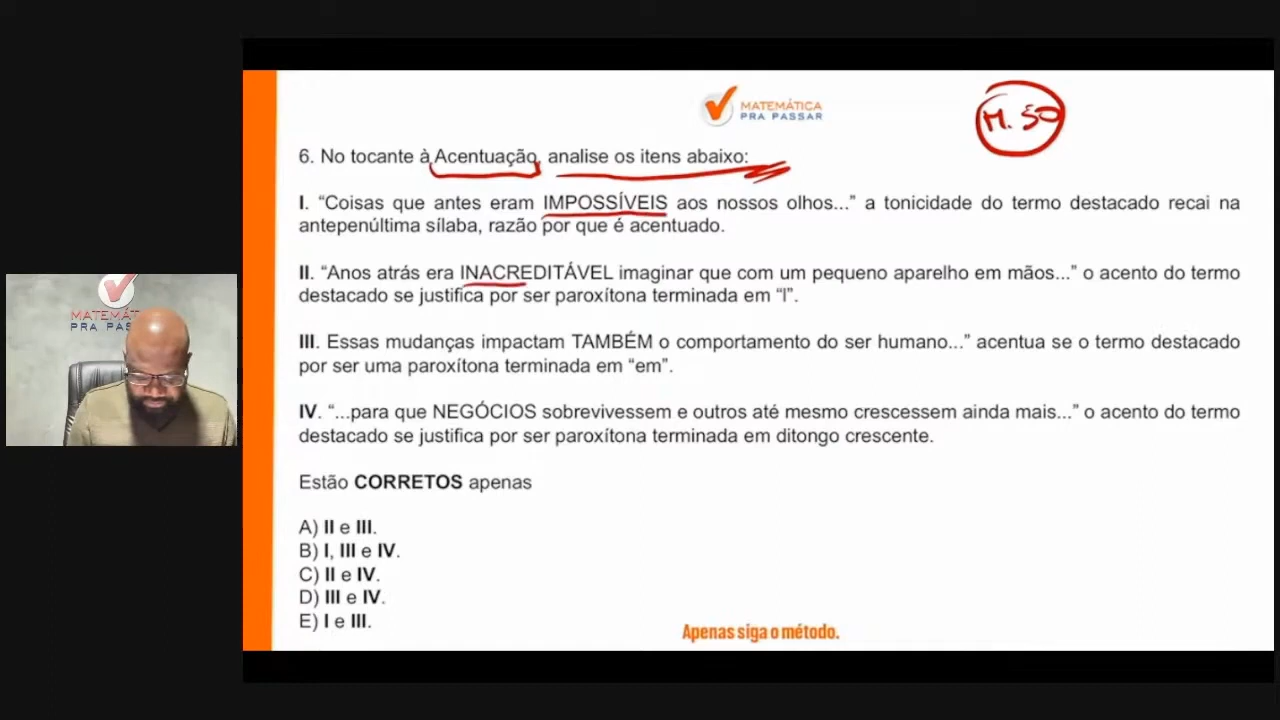 MATEMÁTICA
PRA PASSAR
M. 50
6. No tocante à Acentuação, analise os itens abaixo:
I. “Coisas que antes eram IMPOSSÍVEIS aos nossos olhos...” a tonicidade do termo destacado recai na
antepenúltima sílaba, razão por que é acentuado.
II. “Anos atrás era INACREDITÁVEL imaginar que com um pequeno aparelho em mãos...” o acento do termo
destacado se justifica por ser paroxítona terminada em “l”.
III. Essas mudanças impactam TAMBÉM o comportamento do ser humano...” acentua se o termo destacado
por ser uma paroxítona terminada em “em”.
IV. “...para que NEGÓCIOS sobrevivessem e outros até mesmo crescessem ainda mais...” o acento do termo
destacado se justifica por ser paroxítona terminada em ditongo crescente.
Estão CORRETOS apenas
A) II e III.
B) I, III e IV.
C) II e IV.
D) III e IV.
E) I e III.
Apenas siga o método.
MATEMÁT
PRA PAS